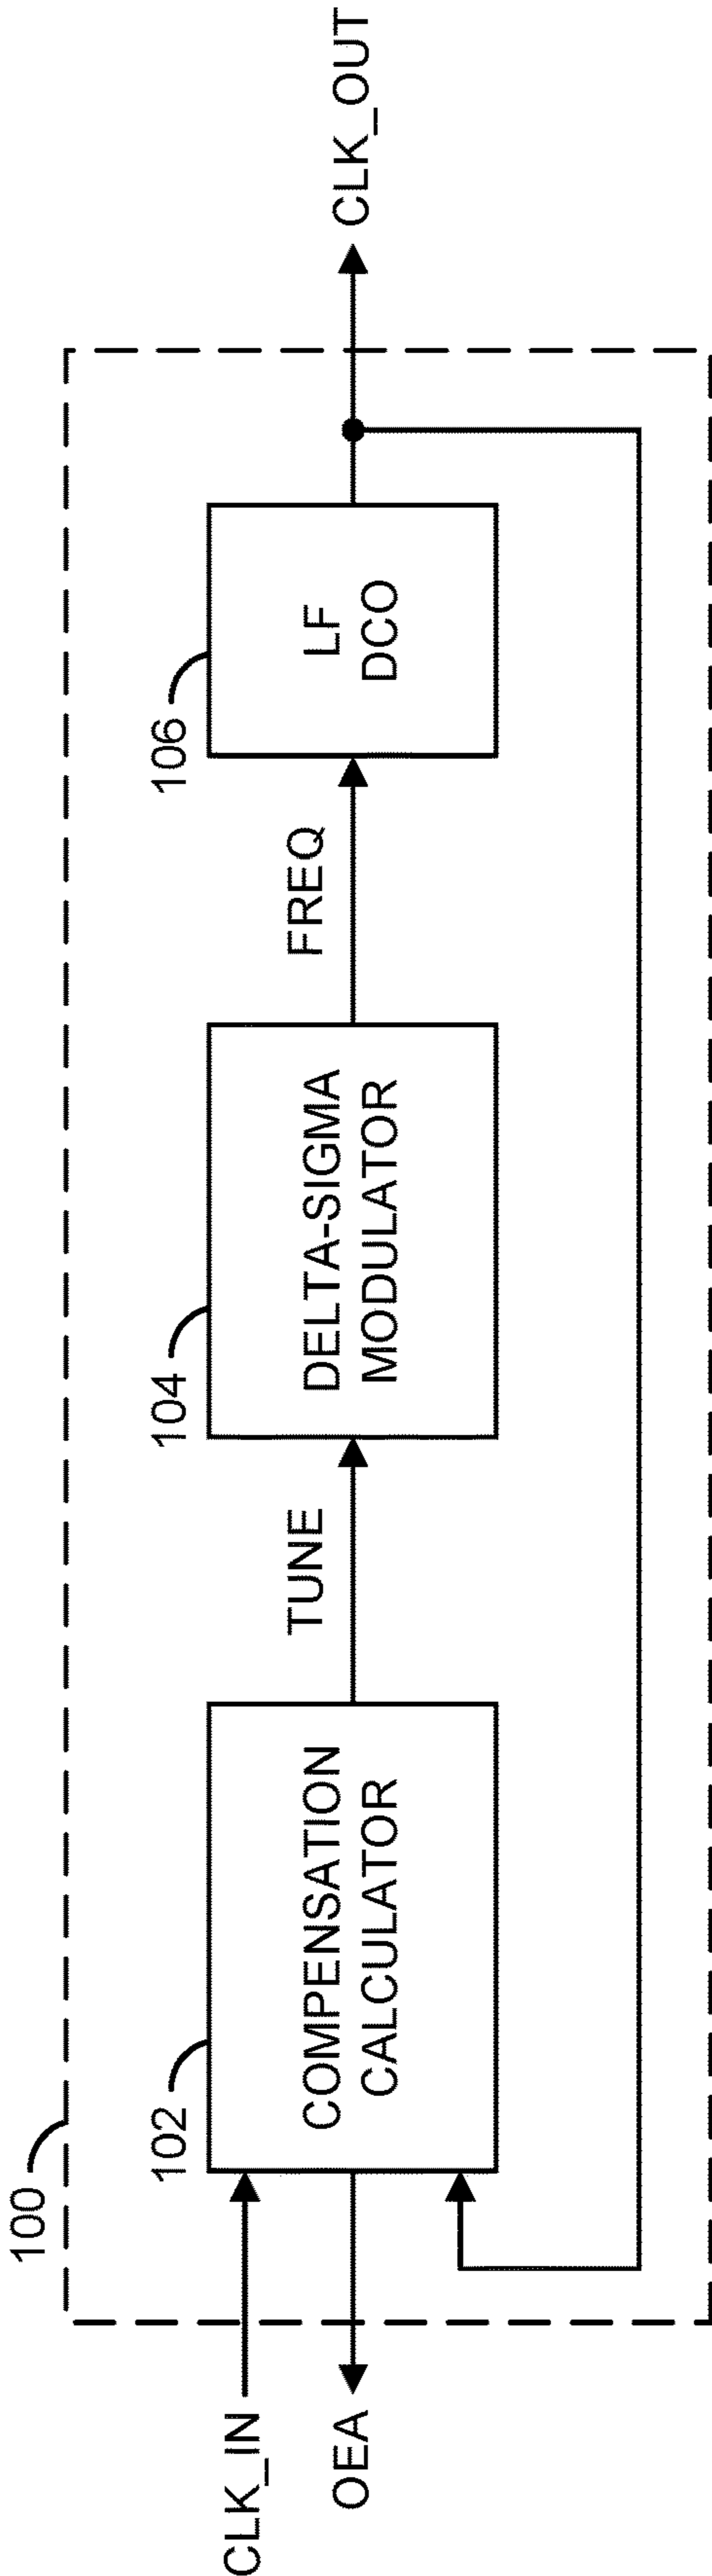 100
102
104
106
CLK_IN
OEA
COMPENSATION
CALCULATOR
TUNE
DELTA-SIGMA
MODULATOR
FREQ
LF
DCO
CLK_OUT